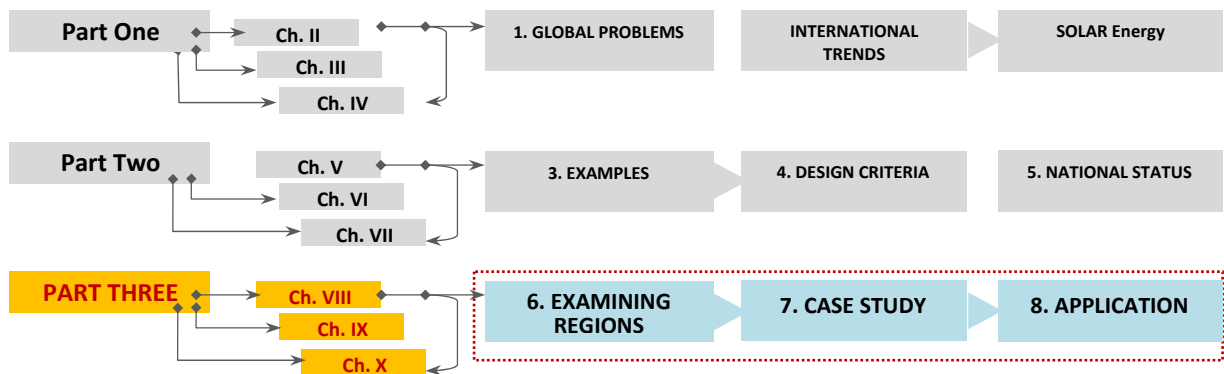 Part One
Ch. II
Ch. III
Ch. IV
1. GLOBAL PROBLEMS
INTERNATIONAL
TRENDS
SOLAR Energy
Part Two
Ch. V
Ch. VI
Ch. VII
3. EXAMPLES
4. DESIGN CRITERIA
5. NATIONAL STATUS
PART THREE
Ch. VIII
Ch. IX
Ch. X
6. EXAMINING
REGIONS
7. CASE STUDY
8. APPLICATION